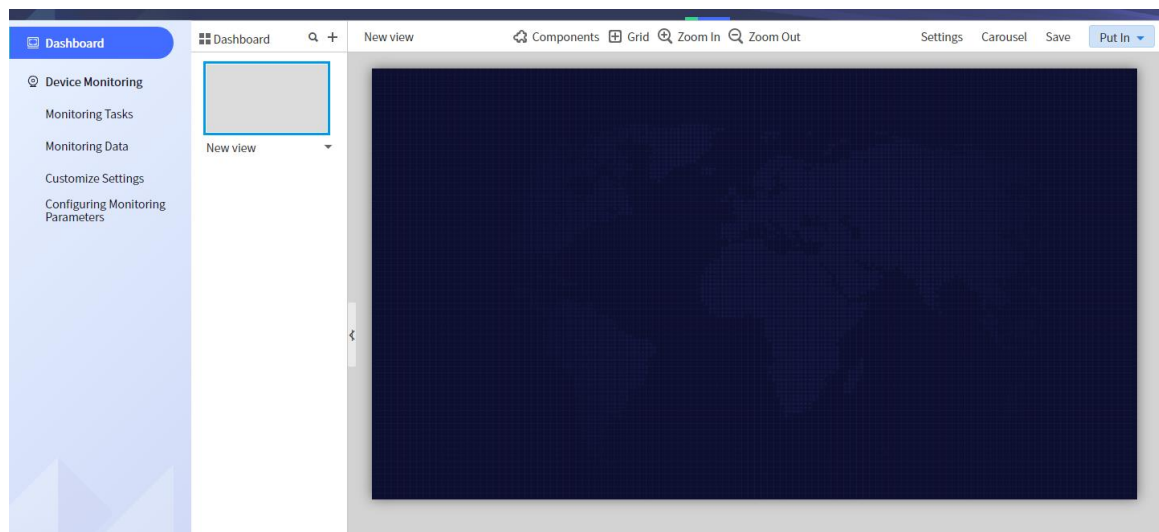 Dashboard
Device Monitoring
Monitoring Tasks
Monitoring Data
Customize Settings
Configuring Monitoring
Parameters
Dashboard
New view
New view Components Grid Zoom In Zoom Out Settings Carousel Save Put In